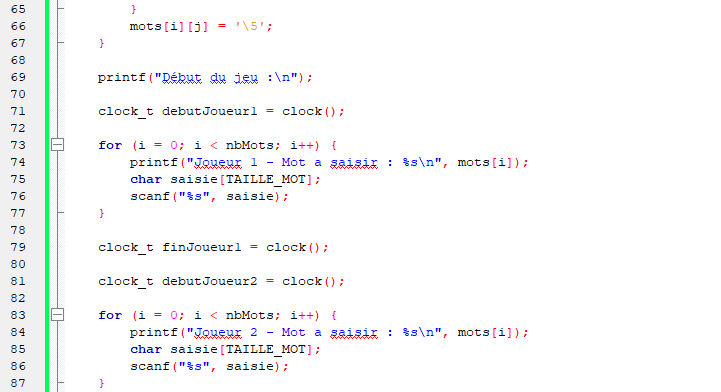 65 }
66 mots[i][j] = '\5';
67 }
68
69 printf("Début du jeu :\n");
70
71 clock_t debutJoueur1 = clock();
72
73 for (i = 0; i < nbMots; i++) {
74 printf("Joueur 1 - Mot a saisir : %s\n", mots[i]);
75 char saisie[TAILLE_MOT];
76 scanf("%s", saisie);
77 }
78
79 clock_t finJoueur1 = clock();
80
81 clock_t debutJoueur2 = clock();
82
83 for (i = 0; i < nbMots; i++) {
84 printf("Joueur 2 - Mot a saisir : %s\n", mots[i]);
85 char saisie[TAILLE_MOT];
86 scanf("%s", saisie);
87 }